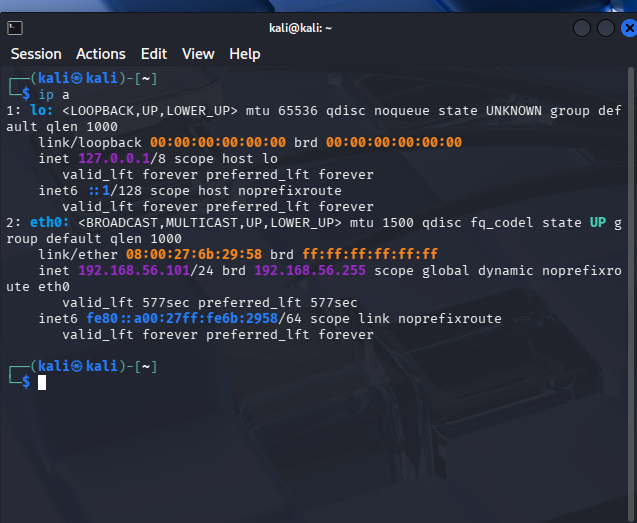 kali@kali: ~
Session Actions Edit View Help
┌──(kali㉿kali)-[~]
└─$ ip a
1: lo: <LOOPBACK,UP,LOWER_UP> mtu 65536 qdisc noqueue state UNKNOWN group def
ault qlen 1000
    link/loopback 00:00:00:00:00:00 brd 00:00:00:00:00:00
    inet 127.0.0.1/8 scope host lo
       valid_lft forever preferred_lft forever
    inet6 ::1/128 scope host noprefixroute
       valid_lft forever preferred_lft forever
2: eth0: <BROADCAST,MULTICAST,UP,LOWER_UP> mtu 1500 qdisc fq_codel state UP g
roup default qlen 1000
    link/ether 08:00:27:6b:29:58 brd ff:ff:ff:ff:ff:ff
    inet 192.168.56.101/24 brd 192.168.56.255 scope global dynamic noprefixro
ute eth0
       valid_lft 577sec preferred_lft 577sec
    inet6 fe80::a00:27ff:fe6b:2958/64 scope link noprefixroute
       valid_lft forever preferred_lft forever
┌──(kali㉿kali)-[~]
└─$